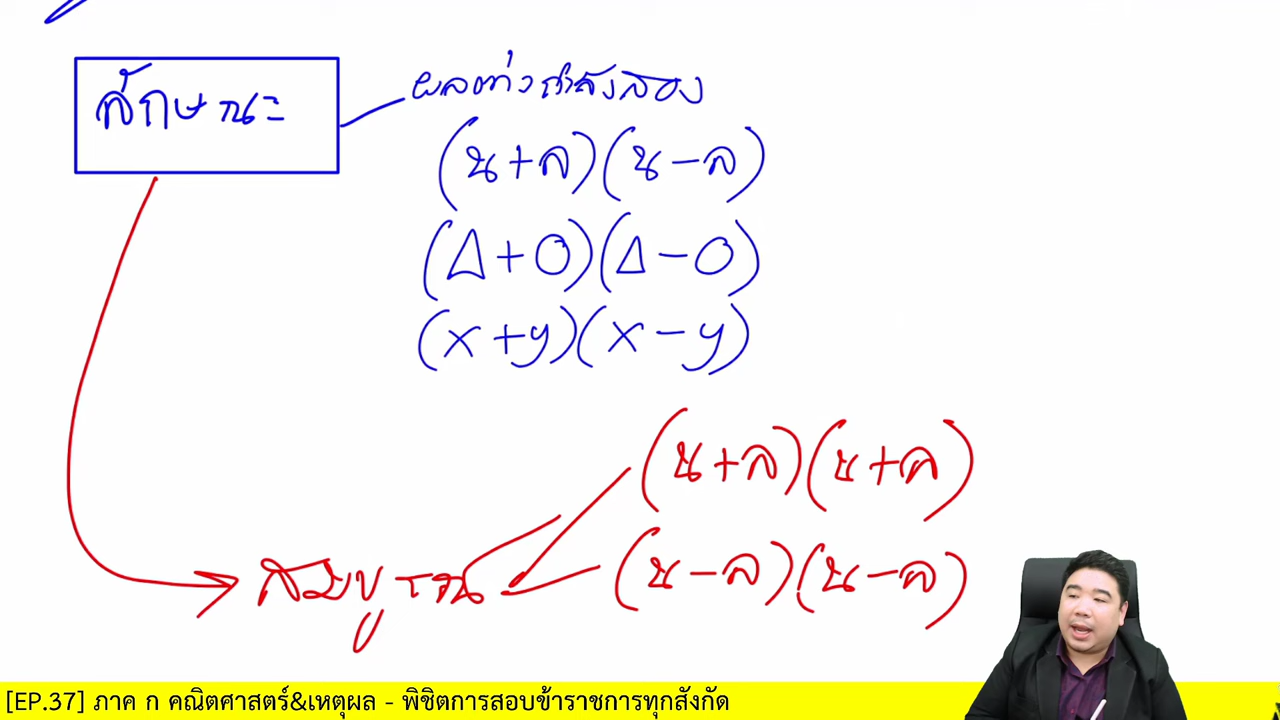 ลักษณะ
ผลต่างกำลังสอง
(น+ล)(น-ล)
(Δ+O)(Δ-O)
(x+y)(x-y)
(น+ล)(น+ล)
สมบูรณ์
(น-ล)(น-ล)
[EP.37] ภาค ก คณิตศาสตร์&เหตุผล - พิชิตการสอบข้าราชการทุกสังกัด